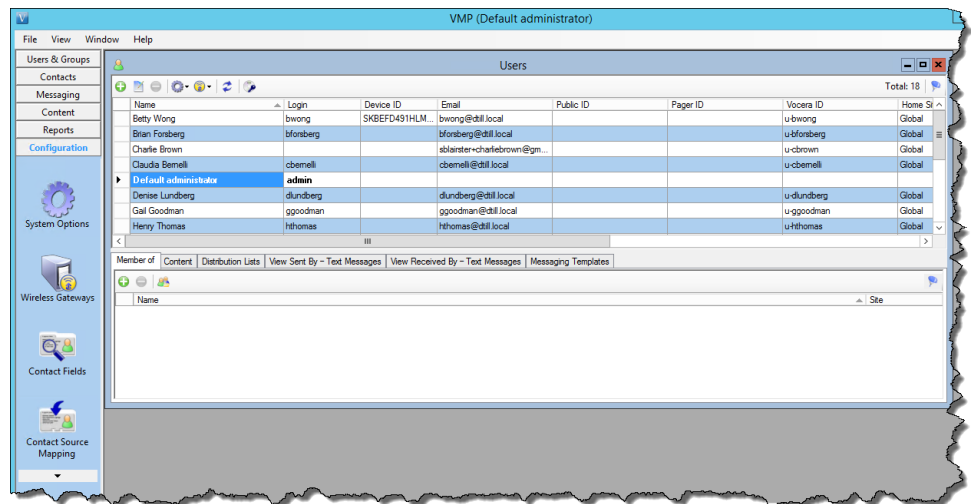 VMP (Default administrator)
File View Window Help
Users & Groups
Contacts
Messaging
Content
Reports
Configuration
System Options
Wireless Gateways
Contact Fields
Contact Source
Mapping
Users
Total: 18
Name Login Device ID Email Public ID Pager ID Vocera ID Home
Betty Wong bwong SKBEFD491HLM... bwong@dtill.local u-bwong Global
Brian Forsberg bforsberg bforsberg@dtill.local u-bforsberg Global
Charlie Brown sblairster+charliebrown@gm... u-cbrown Global
Claudia Bemelli cbemelli cbemelli@dtill.local u-cbemelli Global
Default administrator admin
Denise Lundberg dlundberg dlundberg@dtill.local u-dlundberg Global
Gail Goodman ggoodman ggoodman@dtill.local u-ggoodman Global
Henry Thomas hthomas hthomas@dtill.local u-hthomas Global
Member of Content Distribution Lists View Sent By - Text Messages View Received By - Text Messages Messaging Templates
Name Site